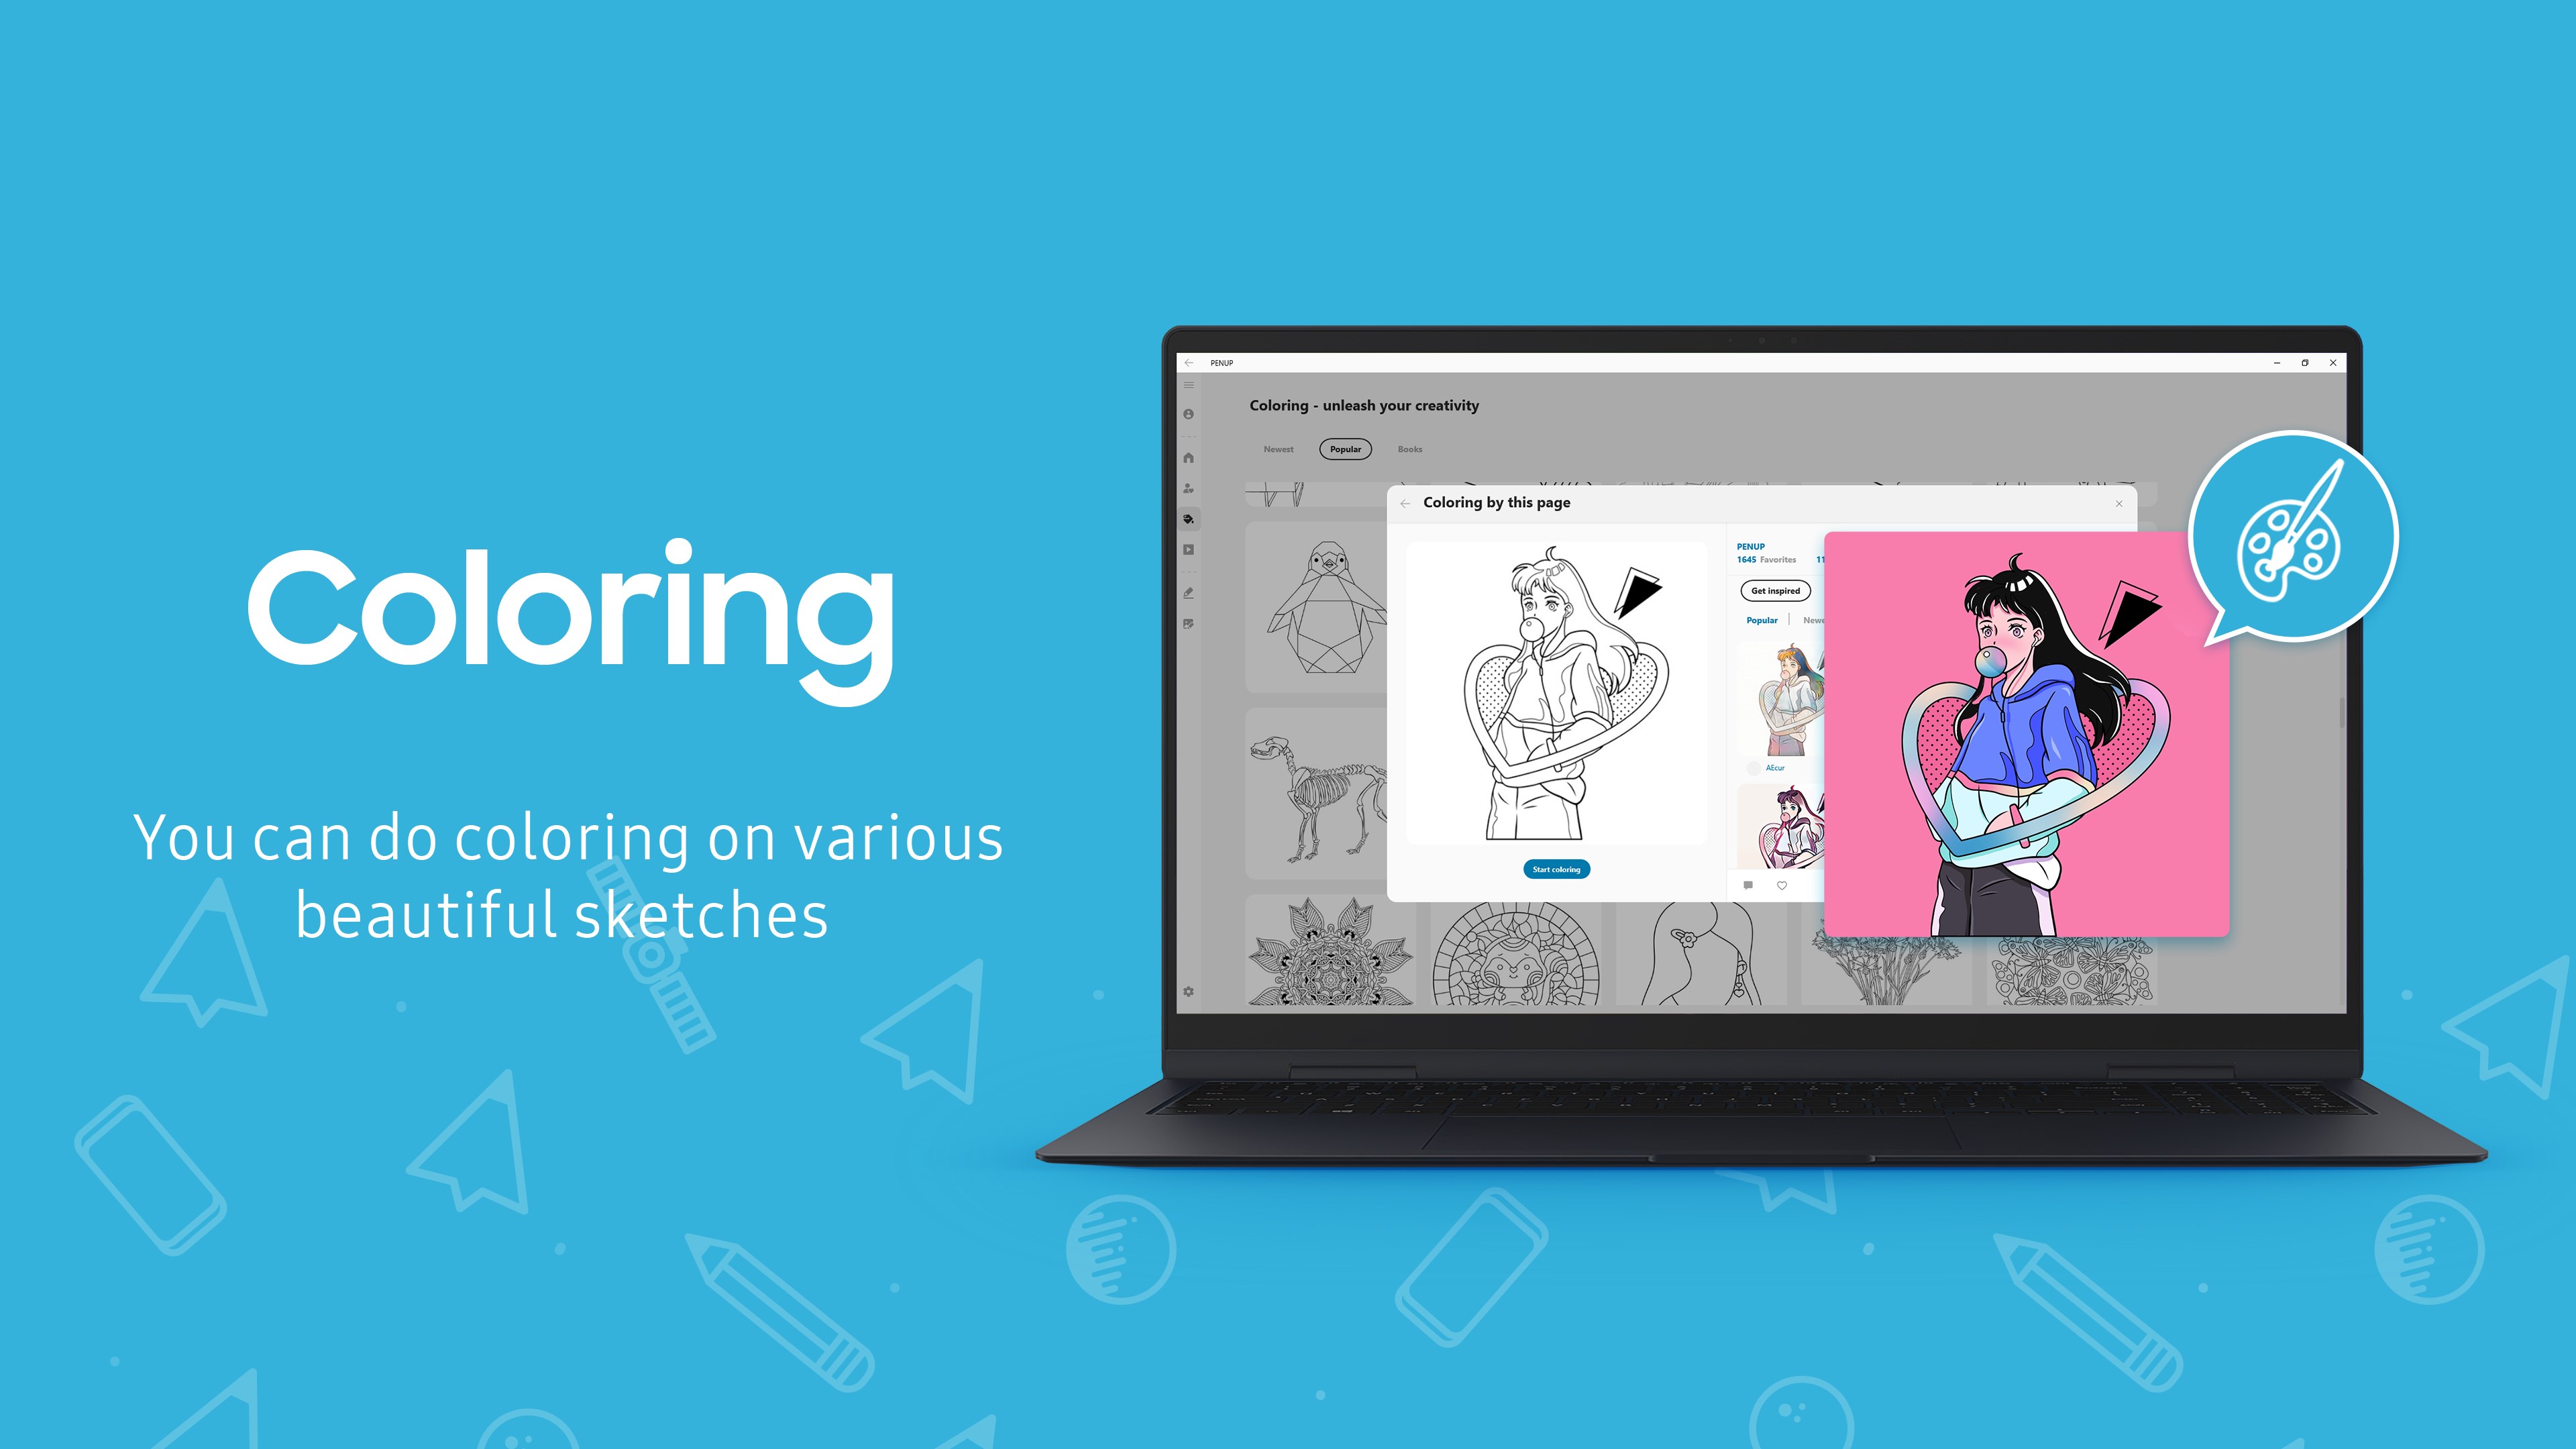 Coloring
You can do coloring on various
beautiful sketches
PENUP
Coloring - unleash your creativity
Newest
Popular
Books
Coloring by this page
PENUP
1645 Favorites
Get inspired
Popular
AEcur
Start coloring